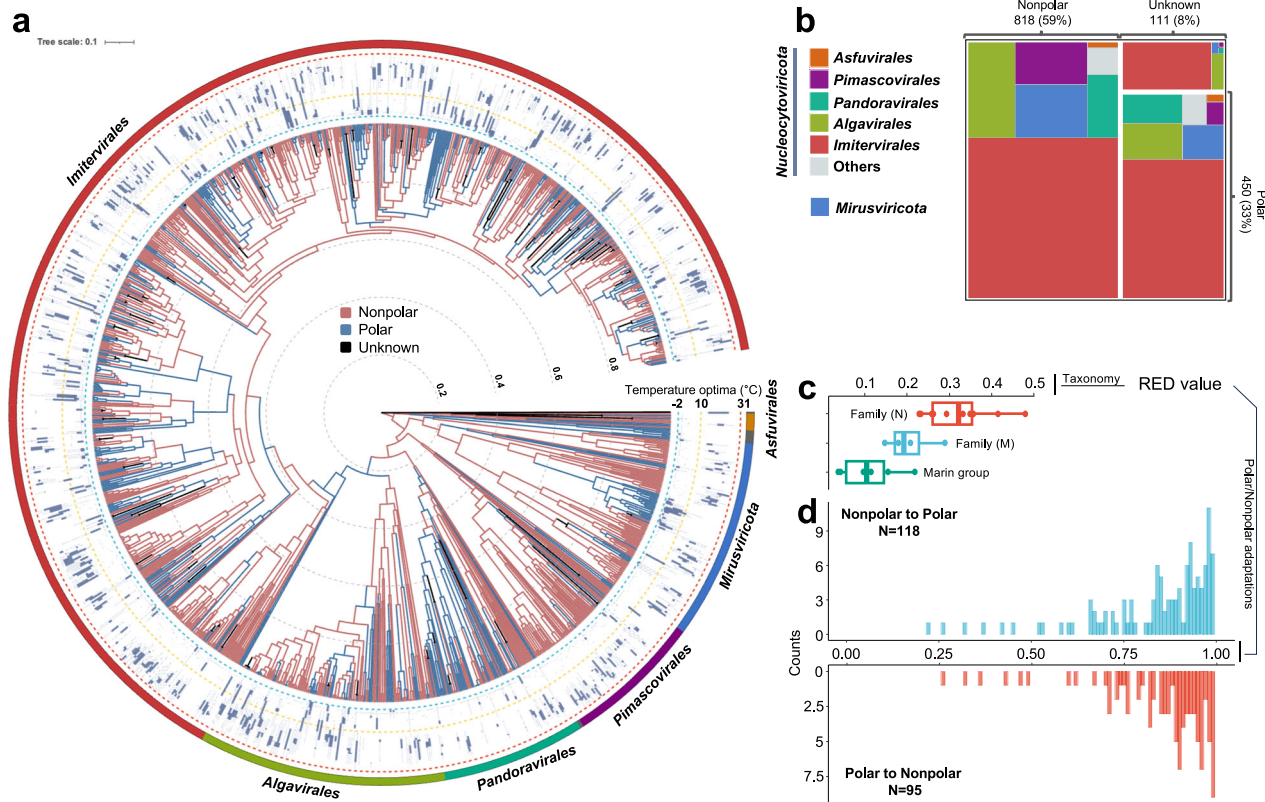 a
Tree scale: 0.1
Imitervirales
Nonpolar
Polar
Unknown
0.2
0.4
0.6
0.8
Temperature optima (°C)
-2 10 31
Asfuvirales
Mirusviricota
Pimascovirales
Pandoravirales
Algavirales
b
Nonpolar
818 (59%)
Unknown
111 (8%)
Nucleocytoviricota
Asfuvirales
Pimascovirales
Pandoravirales
Algavirales
Imitervirales
Others
Mirusviricota
Polar
450 (33%)
c
0.1 0.2 0.3 0.4 0.5
Taxonomy
RED value
Family (N)
Family (M)
Marin group
Polar/Nonpolar adaptations
d
Nonpolar to Polar
N=118
9
6
3
0
0.00 0.25 0.50 0.75 1.00
Counts
0
2.5
5
7.5
Polar to Nonpolar
N=95